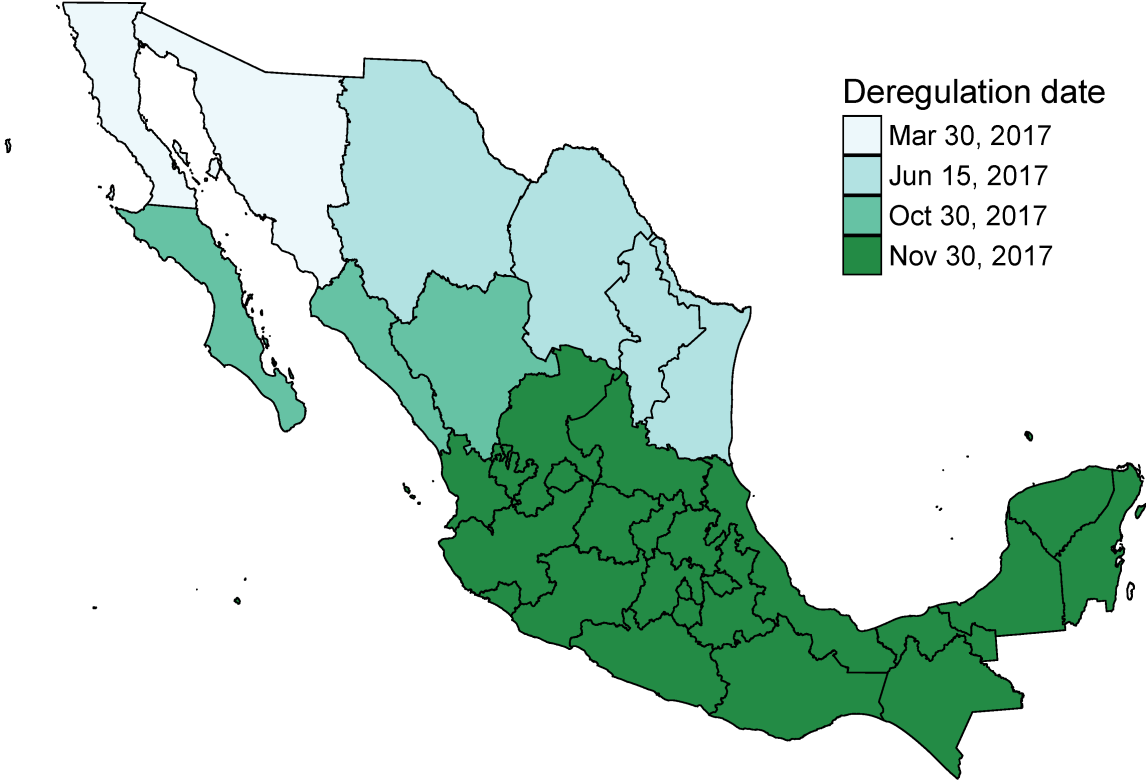 Deregulation date
Mar 30, 2017
Jun 15, 2017
Oct 30, 2017
Nov 30, 2017